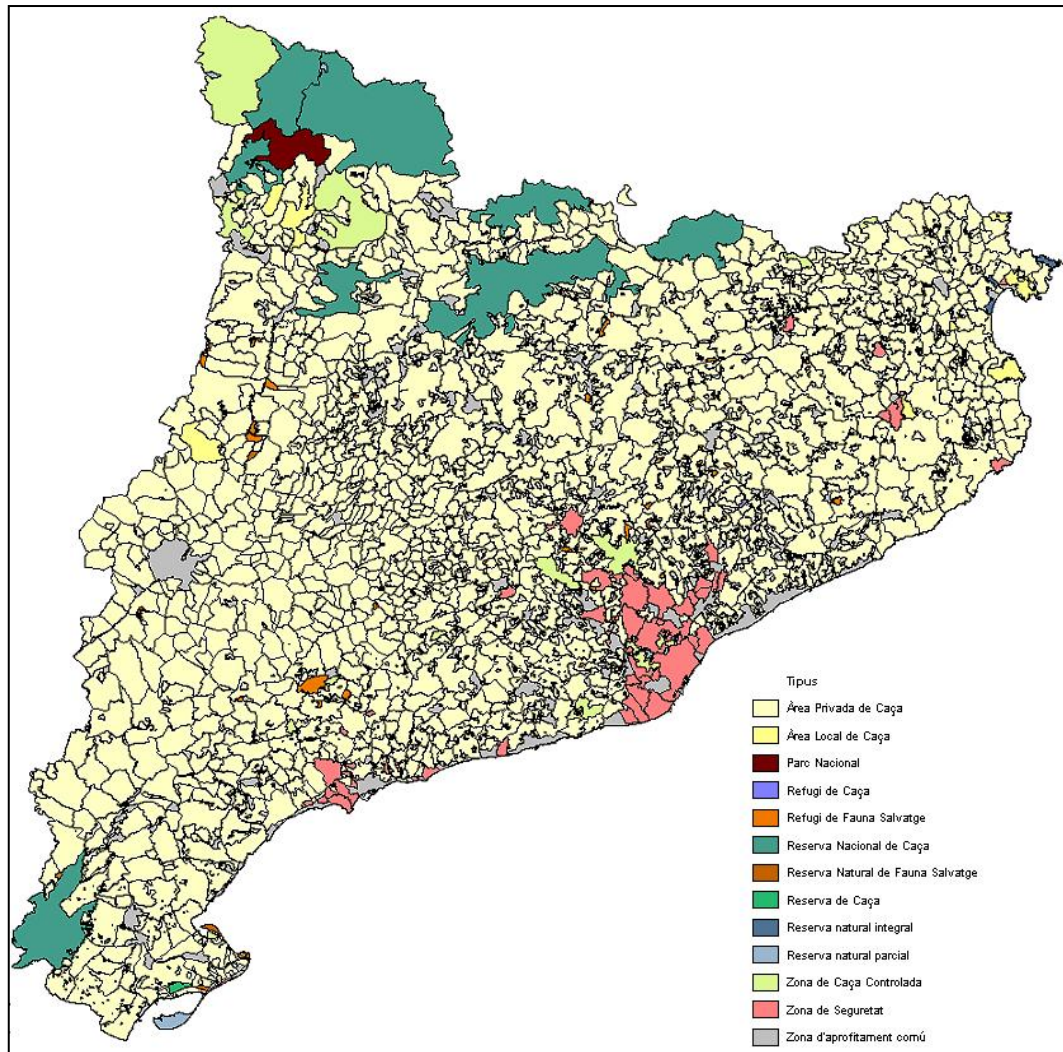 Tipus
Área Privada de Caça
Área Local de Caça
Parc Nacional
Refugi de Caça
Refugi de Fauna Salvatge
Reserva Nacional de Caça
Reserva Natural de Fauna Salvatge
Reserva de Caça
Reserva natural integral
Reserva natural parcial
Zona de Caça Controlada
Zona de Seguretat
Zona d'aprofitament comú